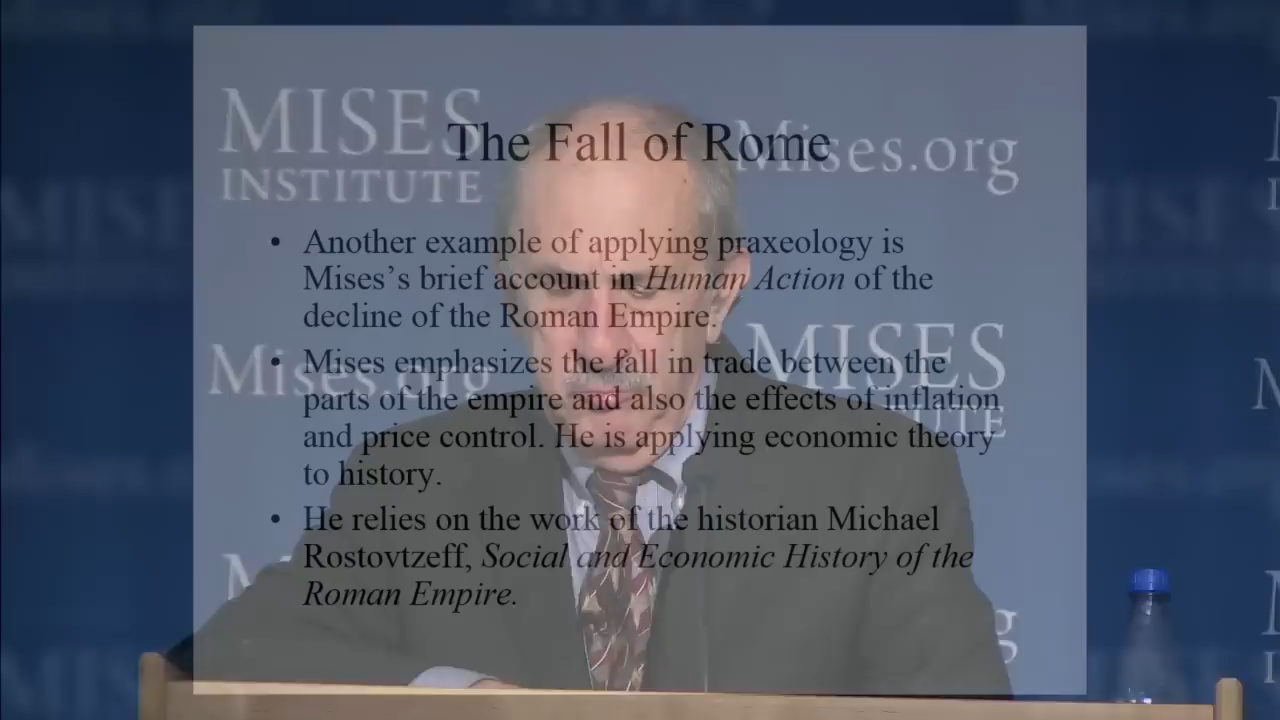 MISES
INSTITUTE
The Fall of Rome
Mises.org
• Another example of applying praxeology is
Mises’s brief account in Human Action of the
decline of the Roman Empire.
• Mises emphasizes the fall in trade between the
parts of the empire and also the effects of inflation
and price control. He is applying economic theory
to history.
Mises.org
MISES
• He relies on the work of the historian Michael
Rostovtzeff, Social and Economic History of the
Roman Empire.